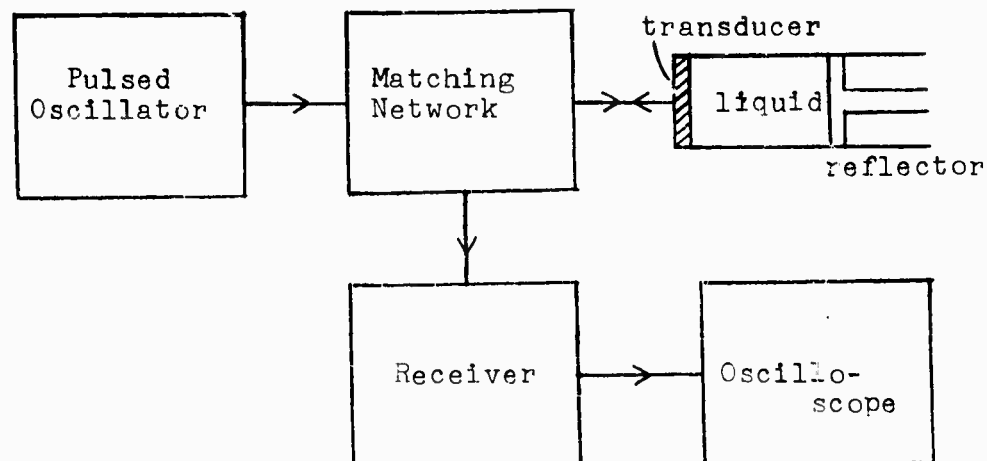 transducer
Pulsed
Oscillator
Matching
Network
liquid
reflector
Receiver
Oscillo-
scope